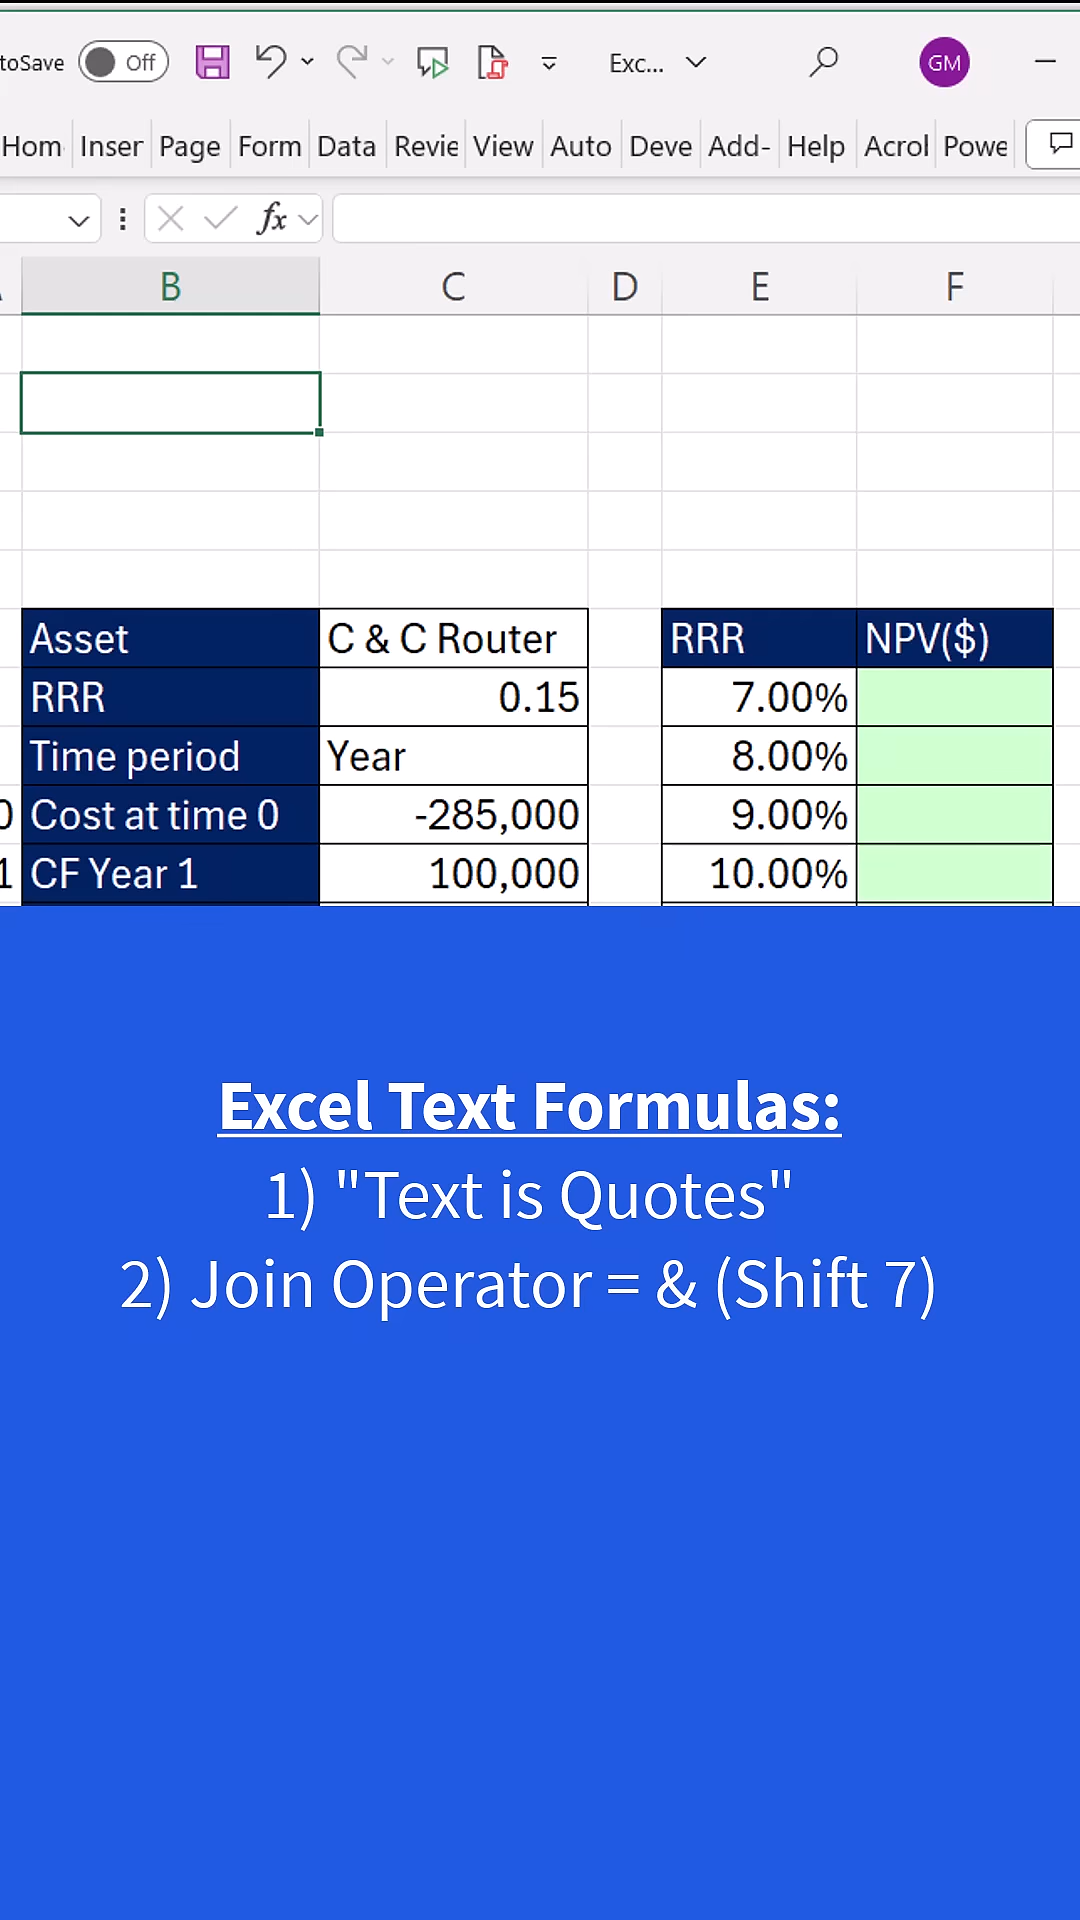 toSave Off Exc... GM
Hom Inser Page Form Data Revie View Auto Deve Add- Help Acrol Powe
fx
B C D E F
Asset C & C Router RRR NPV($)
RRR 0.15 7.00%
Time period Year 8.00%
0 Cost at time 0 -285,000 9.00%
1 CF Year 1 100,000 10.00%
Excel Text Formulas:
1) "Text is Quotes"
2) Join Operator = & (Shift 7)